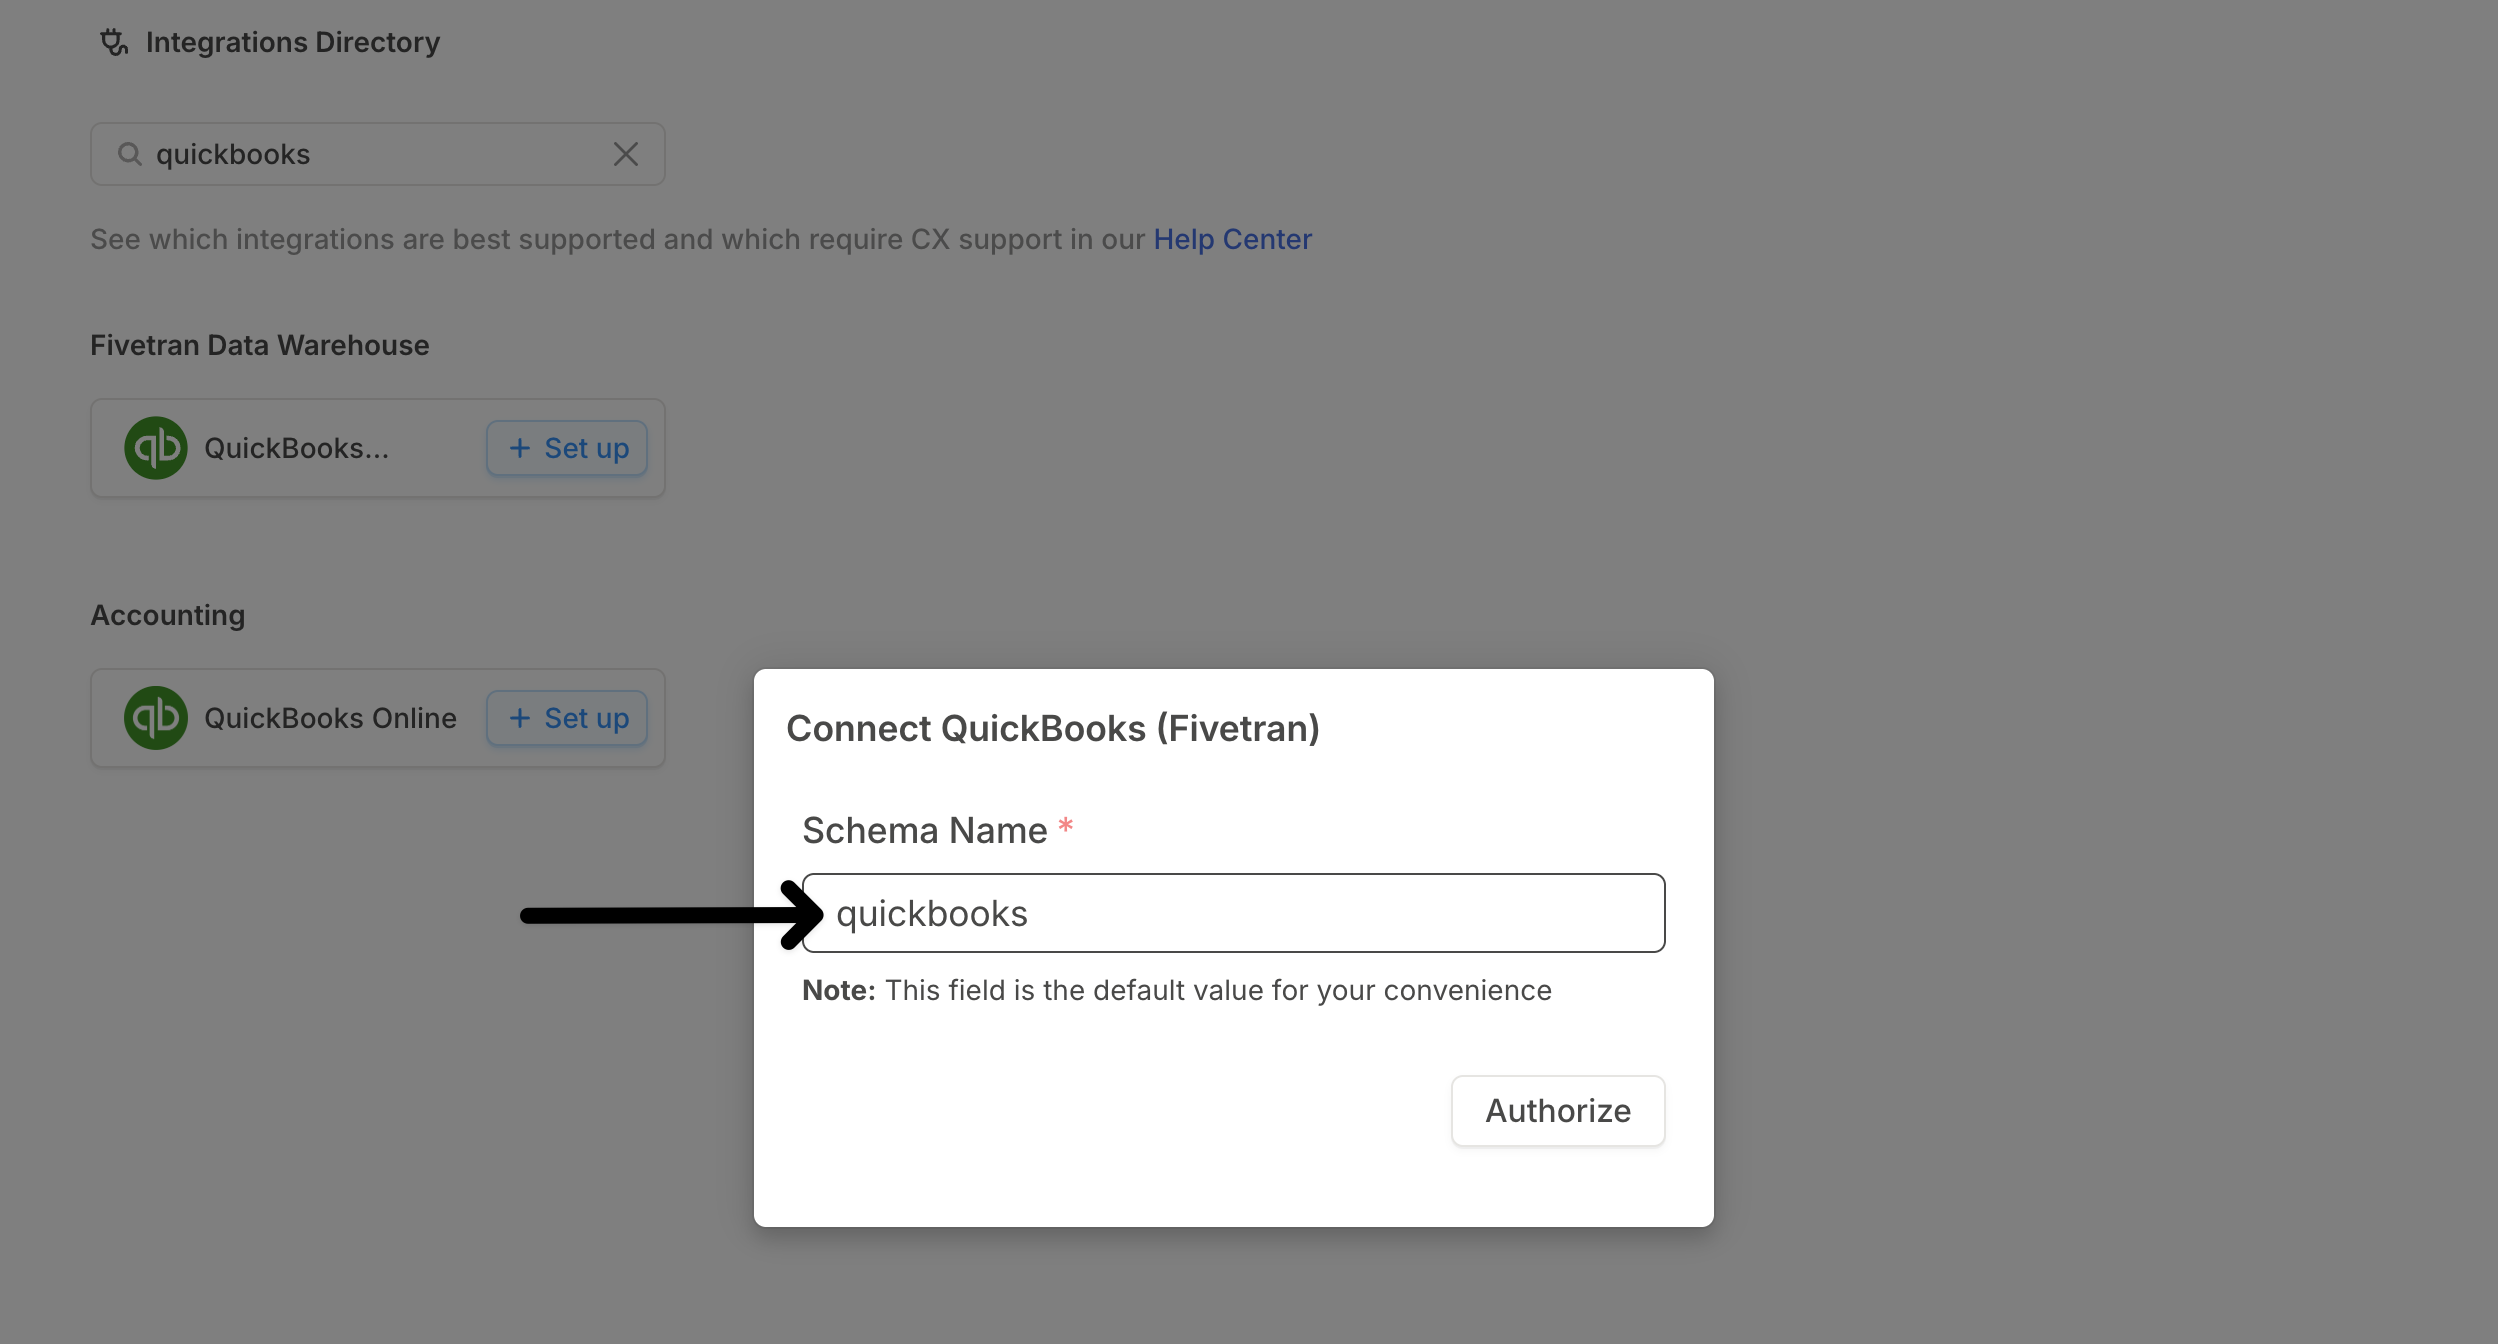 Integrations Directory
quickbooks
See which integrations are best supported and which require CX support in our Help Center
Fivetran Data Warehouse
QuickBooks...
+ Set up
Accounting
QuickBooks Online
+ Set up
Connect QuickBooks (Fivetran)
Schema Name *
quickbooks
Note: This field is the default value for your convenience
Authorize